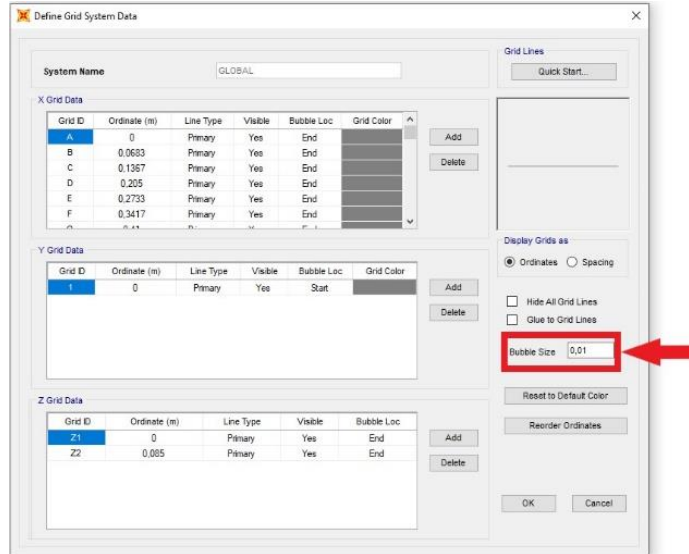 Define Grid System Data
Grid Lines
System Name GLOBAL Quick Start...
X Grid Data
Grid ID Ordinate (m) Line Type Visible Bubble Loc Grid Color
A 0 Primary Yes End Add
B 0,0683 Primary Yes End
C 0,1367 Primary Yes End Delete
D 0,205 Primary Yes End
E 0,2733 Primary Yes End
F 0,3417 Primary Yes End
Y Grid Data
Display Grids as
Grid ID Ordinate (m) Line Type Visible Bubble Loc Grid Color
Ordinates Spacing
1 0 Primary Yes Start Add
Hide All Grid Lines
Delete
Glue to Grid Lines
Bubble Size 0,01
Z Grid Data
Reset to Default Color
Grid ID Ordinate (m) Line Type Visible Bubble Loc
Reorder Ordinates
Z1 0 Primary Yes End Add
Z2 0,085 Primary Yes End
Delete
OK Cancel